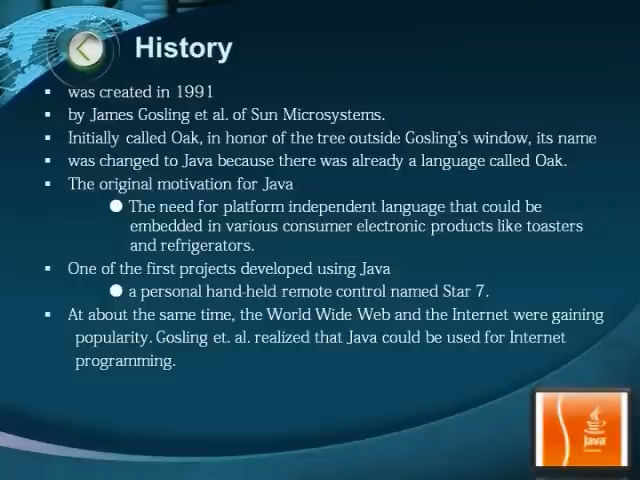 History
▪ was created in 1991
▪ by James Gosling et al. of Sun Microsystems.
▪ Initially called Oak, in honor of the tree outside Gosling's window, its name
▪ was changed to Java because there was already a language called Oak.
▪ The original motivation for Java
● The need for platform independent language that could be
embedded in various consumer electronic products like toasters
and refrigerators.
▪ One of the first projects developed using Java
● a personal hand-held remote control named Star 7.
▪ At about the same time, the World Wide Web and the Internet were gaining
popularity. Gosling et. al. realized that Java could be used for Internet
programming.
Java